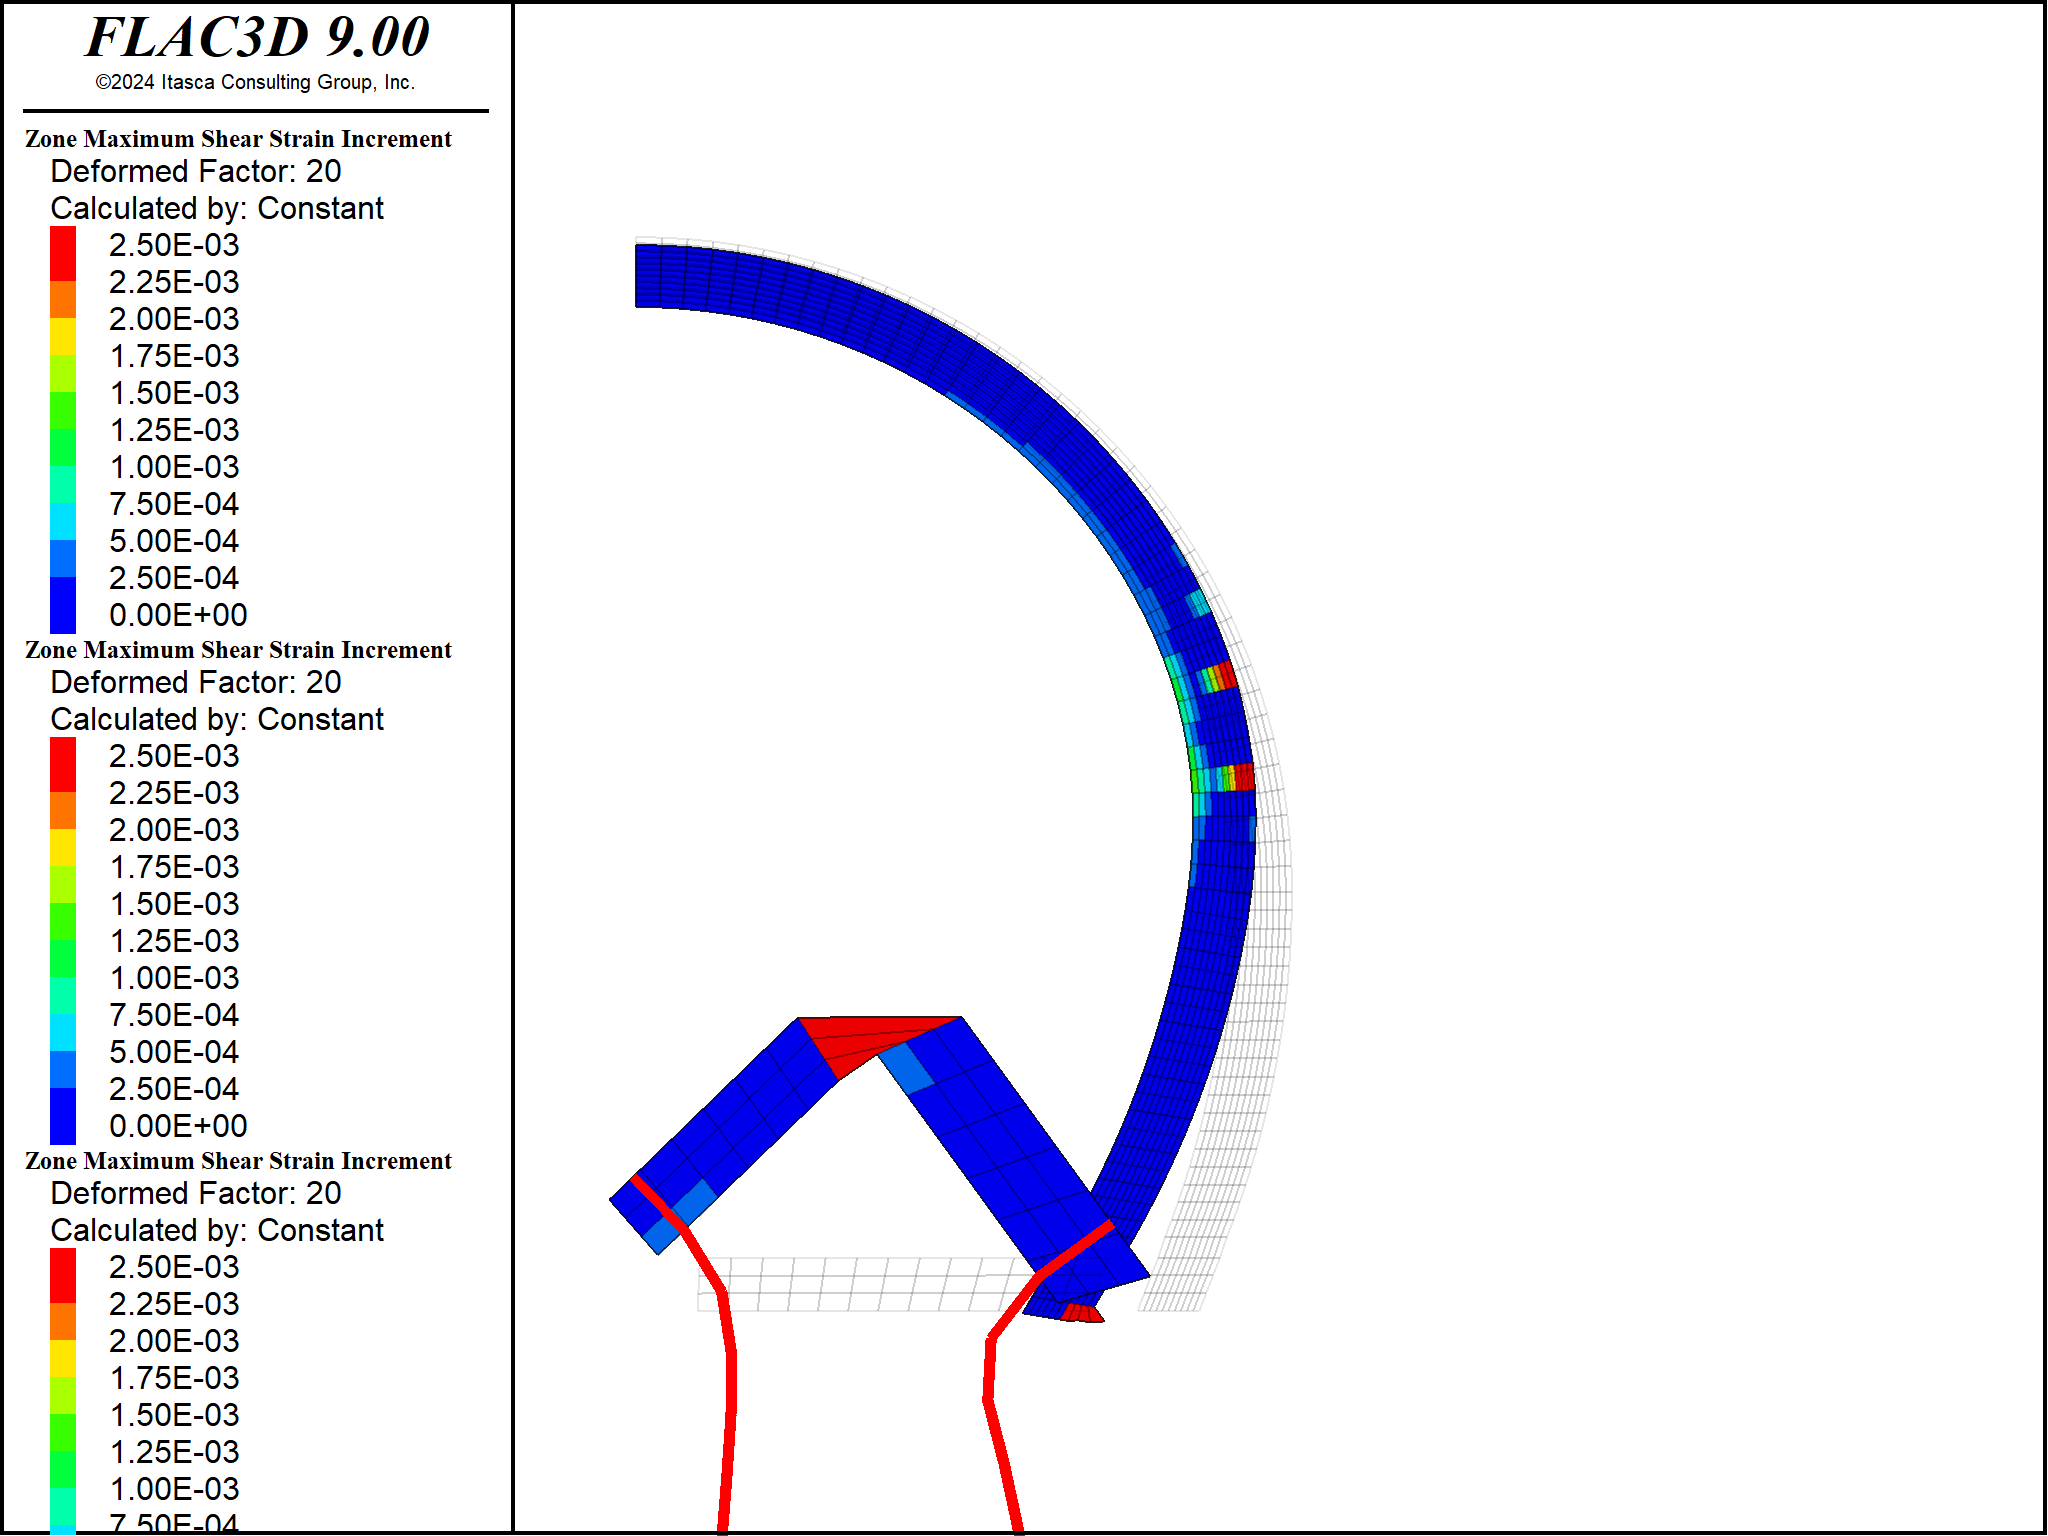 FLAC3D 9.00
©2024 Itasca Consulting Group, Inc.
Zone Maximum Shear Strain Increment
Deformed Factor: 20
Calculated by: Constant
2.50E-03
2.25E-03
2.00E-03
1.75E-03
1.50E-03
1.25E-03
1.00E-03
7.50E-04
5.00E-04
2.50E-04
0.00E+00
Zone Maximum Shear Strain Increment
Deformed Factor: 20
Calculated by: Constant
2.50E-03
2.25E-03
2.00E-03
1.75E-03
1.50E-03
1.25E-03
1.00E-03
7.50E-04
5.00E-04
2.50E-04
0.00E+00
Zone Maximum Shear Strain Increment
Deformed Factor: 20
Calculated by: Constant
2.50E-03
2.25E-03
2.00E-03
1.75E-03
1.50E-03
1.25E-03
1.00E-03
7.50E-04